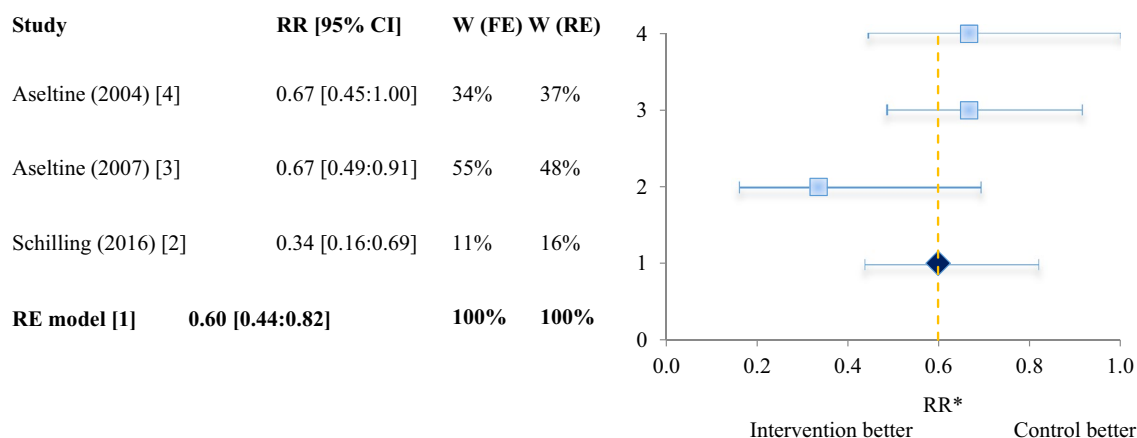 Study RR [95% CI] W (FE) W (RE)
Aseltine (2004) [4] 0.67 [0.45:1.00] 34% 37%
Aseltine (2007) [3] 0.67 [0.49:0.91] 55% 48%
Schilling (2016) [2] 0.34 [0.16:0.69] 11% 16%
RE model [1] 0.60 [0.44:0.82] 100% 100%
4
3
2
1
0
0.0 0.2 0.4 0.6 0.8 1.0
RR*
Intervention better Control better